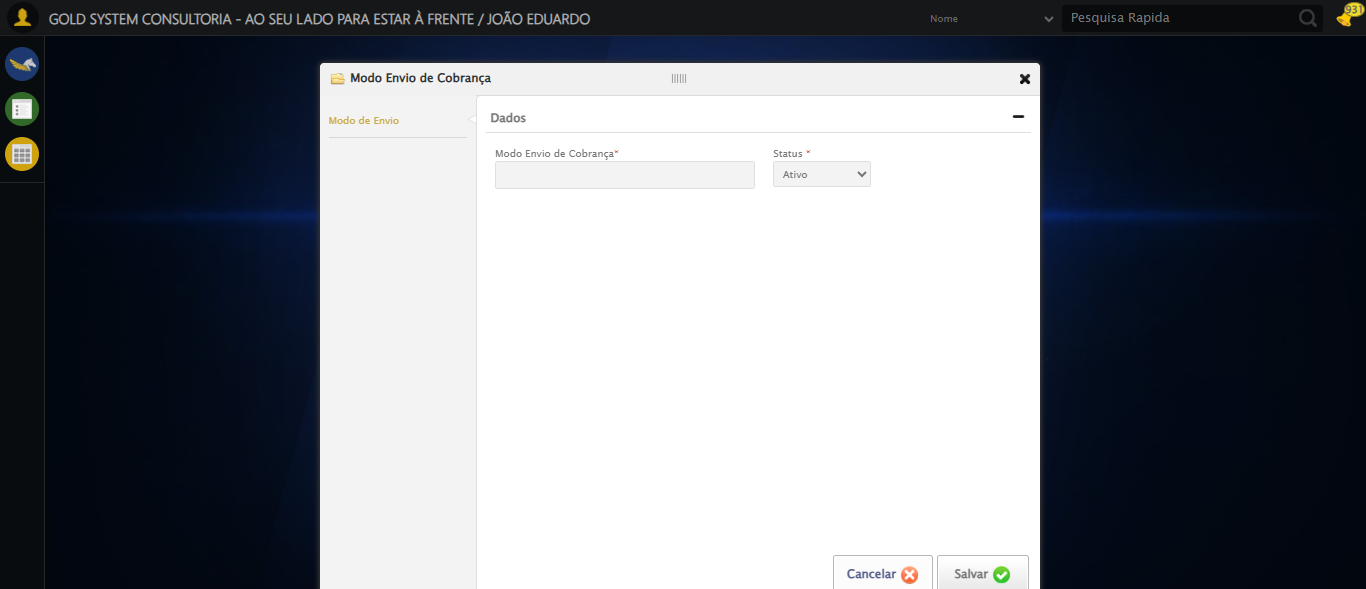 GOLD SYSTEM CONSULTORIA - AO SEU LADO PARA ESTAR À FRENTE / JOÃO EDUARDO
Nome
Pesquisa Rapida
931
Modo Envio de Cobrança
Modo de Envio
Dados
Modo Envio de Cobrança*
Status *
Ativo
Cancelar
Salvar